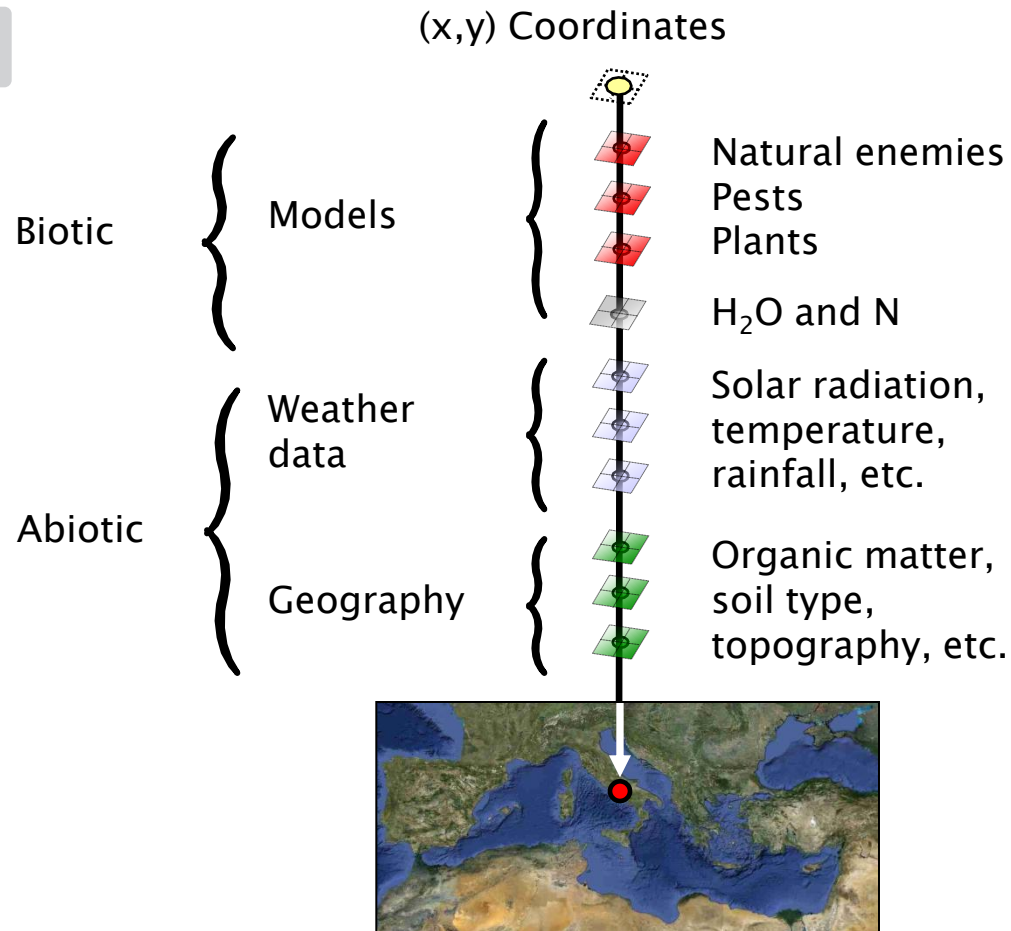 (x,y) Coordinates
Biotic
Models
Natural enemies
Pests
Plants
H₂O and N
Abiotic
Weather
data
Solar radiation,
temperature,
rainfall, etc.
Geography
Organic matter,
soil type,
topography, etc.